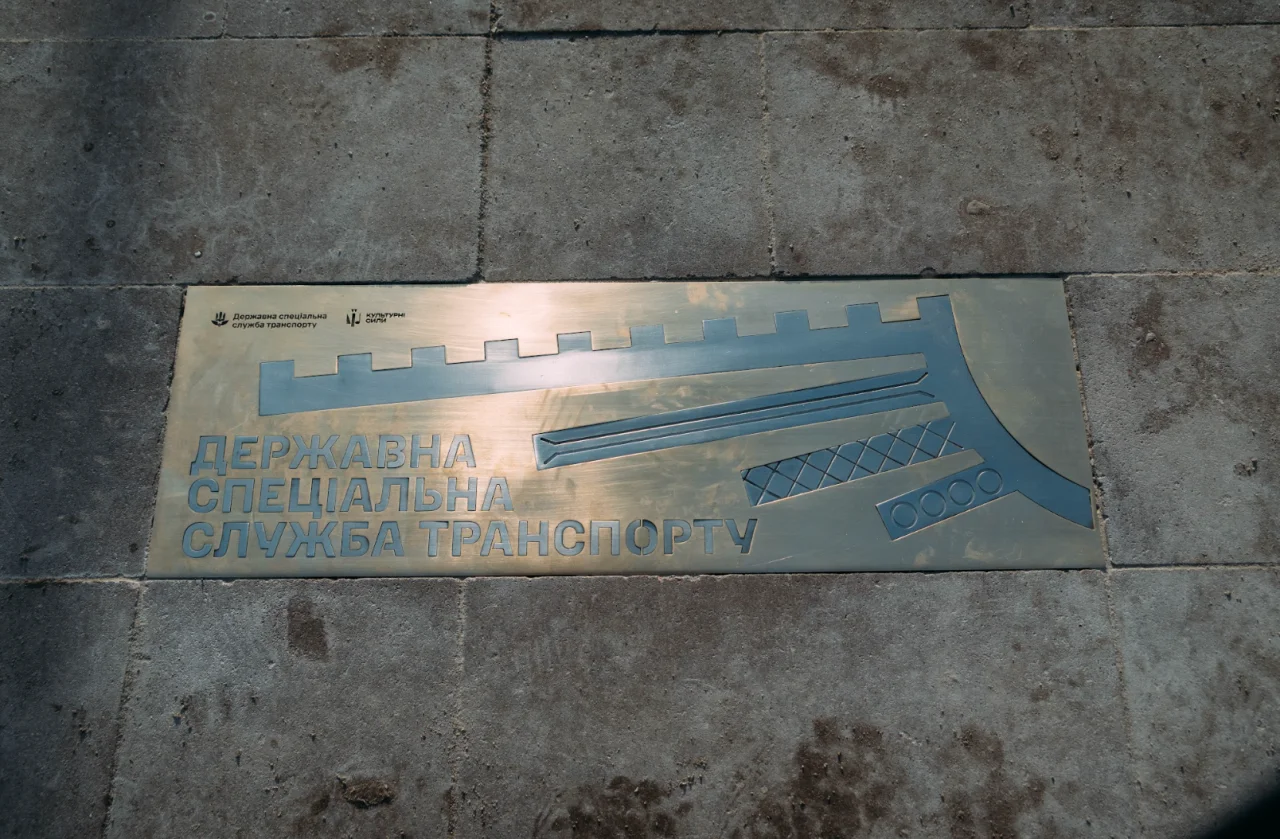 Державна спеціальна
служба транспорту
КУЛЬТУРНІ
СИЛИ
ДЕРЖАВНА
СПЕЦІАЛЬНА
СЛУЖБА ТРАНСПОРТУ